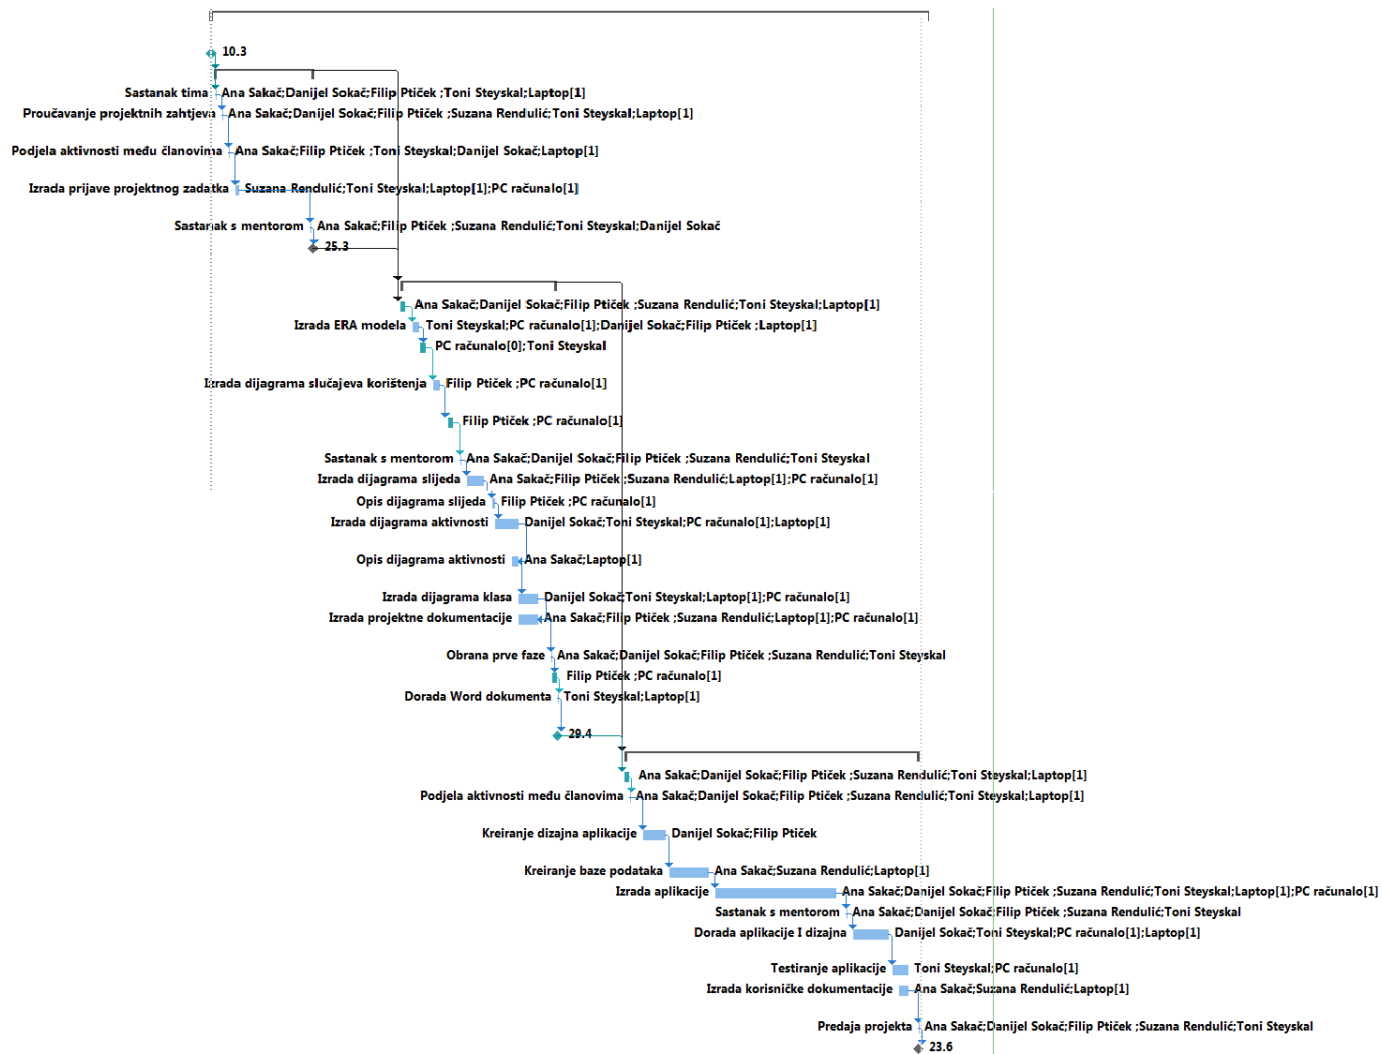 10.3
Sastanak tima Ana Sakač;Danijel Sokač;Filip Ptiček ;Toni Steyskal;Laptop[1]
Proučavanje projektnih zahtjeva Ana Sakač;Danijel Sokač;Filip Ptiček ;Suzana Rendulić;Toni Steyskal;Laptop[1]
Podjela aktivnosti među članovima Ana Sakač;Filip Ptiček ;Toni Steyskal;Danijel Sokač;Laptop[1]
Izrada prijave projektnog zadatka Suzana Rendulić;Toni Steyskal;Laptop[1];PC računalo[1]
Sastanak s mentorom Ana Sakač;Filip Ptiček ;Suzana Rendulić;Toni Steyskal;Danijel Sokač
25.3
Ana Sakač;Danijel Sokač;Filip Ptiček ;Suzana Rendulić;Toni Steyskal;Laptop[1]
Izrada ERA modela Toni Steyskal;PC računalo[1];Danijel Sokač;Filip Ptiček ;Laptop[1]
PC računalo[0];Toni Steyskal
Izrada dijagrama slučajeva korištenja Filip Ptiček ;PC računalo[1]
Filip Ptiček ;PC računalo[1]
Sastanak s mentorom Ana Sakač;Danijel Sokač;Filip Ptiček ;Suzana Rendulić;Toni Steyskal
Izrada dijagrama slijeda Ana Sakač;Filip Ptiček ;Suzana Rendulić;Laptop[1];PC računalo[1]
Opis dijagrama slijeda Filip Ptiček ;PC računalo[1]
Izrada dijagrama aktivnosti Danijel Sokač;Toni Steyskal;PC računalo[1];Laptop[1]
Opis dijagrama aktivnosti Ana Sakač;Laptop[1]
Izrada dijagrama klasa Danijel Sokač;Toni Steyskal;Laptop[1];PC računalo[1]
Izrada projektne dokumentacije Ana Sakač;Filip Ptiček ;Suzana Rendulić;Laptop[1];PC računalo[1]
Obrana prve faze Ana Sakač;Danijel Sokač;Filip Ptiček ;Suzana Rendulić;Toni Steyskal
Filip Ptiček ;PC računalo[1]
Dorada Word dokumenta Toni Steyskal;Laptop[1]
29.4
Ana Sakač;Danijel Sokač;Filip Ptiček ;Suzana Rendulić;Toni Steyskal;Laptop[1]
Podjela aktivnosti među članovima Ana Sakač;Danijel Sokač;Filip Ptiček ;Suzana Rendulić;Toni Steyskal;Laptop[1]
Kreiranje dizajna aplikacije Danijel Sokač;Filip Ptiček
Kreiranje baze podataka Ana Sakač;Suzana Rendulić;Laptop[1]
Izrada aplikacije Ana Sakač;Danijel Sokač;Filip Ptiček ;Suzana Rendulić;Toni Steyskal;Laptop[1];PC računalo[1]
Sastanak s mentorom Ana Sakač;Danijel Sokač;Filip Ptiček ;Suzana Rendulić;Toni Steyskal
Dorada aplikacije I dizajna Danijel Sokač;Toni Steyskal;PC računalo[1];Laptop[1]
Testiranje aplikacije Toni Steyskal;PC računalo[1]
Izrada korisničke dokumentacije Ana Sakač;Suzana Rendulić;Laptop[1]
Predaja projekta Ana Sakač;Danijel Sokač;Filip Ptiček ;Suzana Rendulić;Toni Steyskal
23.6